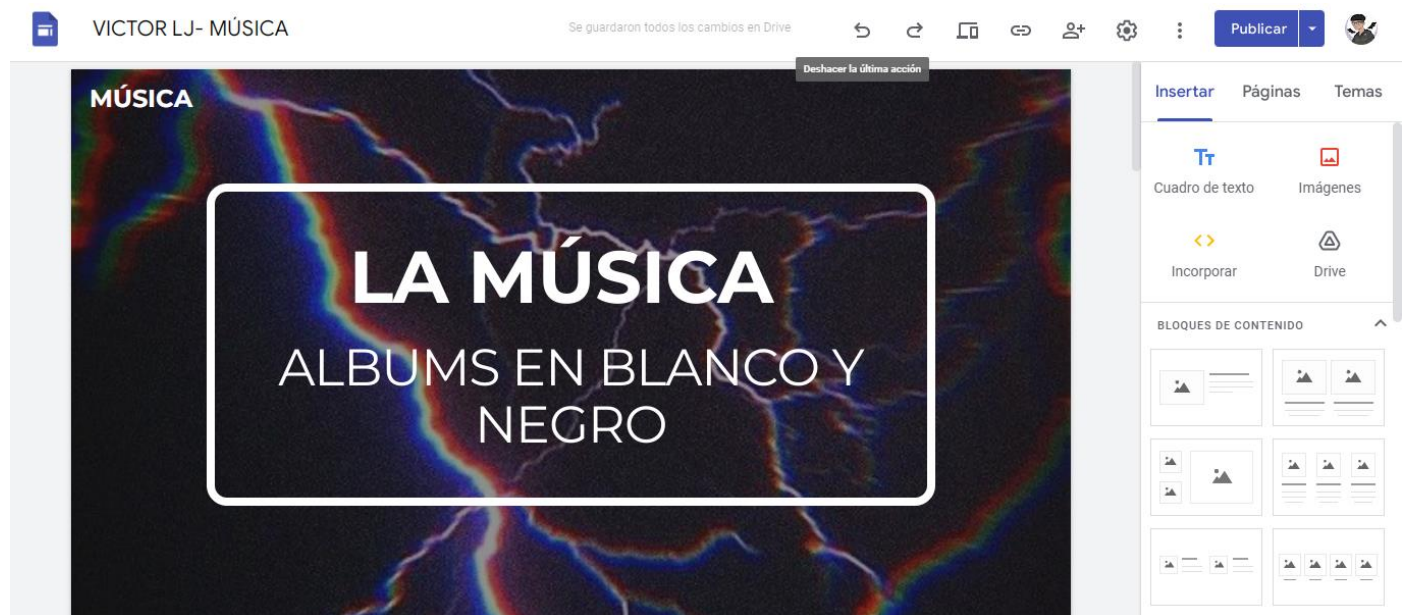 VICTOR LJ- MÚSICA
Se guardaron todos los cambios en Drive
Publicar
Deshacer la última acción
MÚSICA
LA MÚSICA
ALBUMS EN BLANCO Y
NEGRO
Insertar Páginas Temas
Cuadro de texto Imágenes
Incorporar Drive
BLOQUES DE CONTENIDO